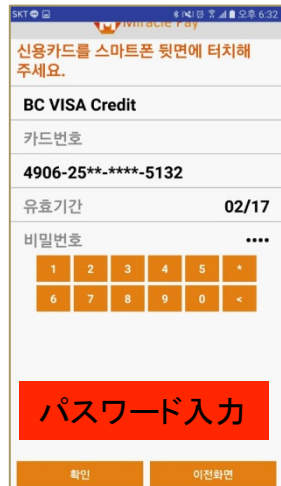 SKT 오후 6:32
Miracle Pay
신용카드를 스마트폰 뒷면에 터치해
주세요.
BC VISA Credit
카드번호
4906-25**-****-5132
유효기간 02/17
비밀번호 ••••
1 2 3 4 5 *
6 7 8 9 0 <
パスワード入力
확인 이전화면